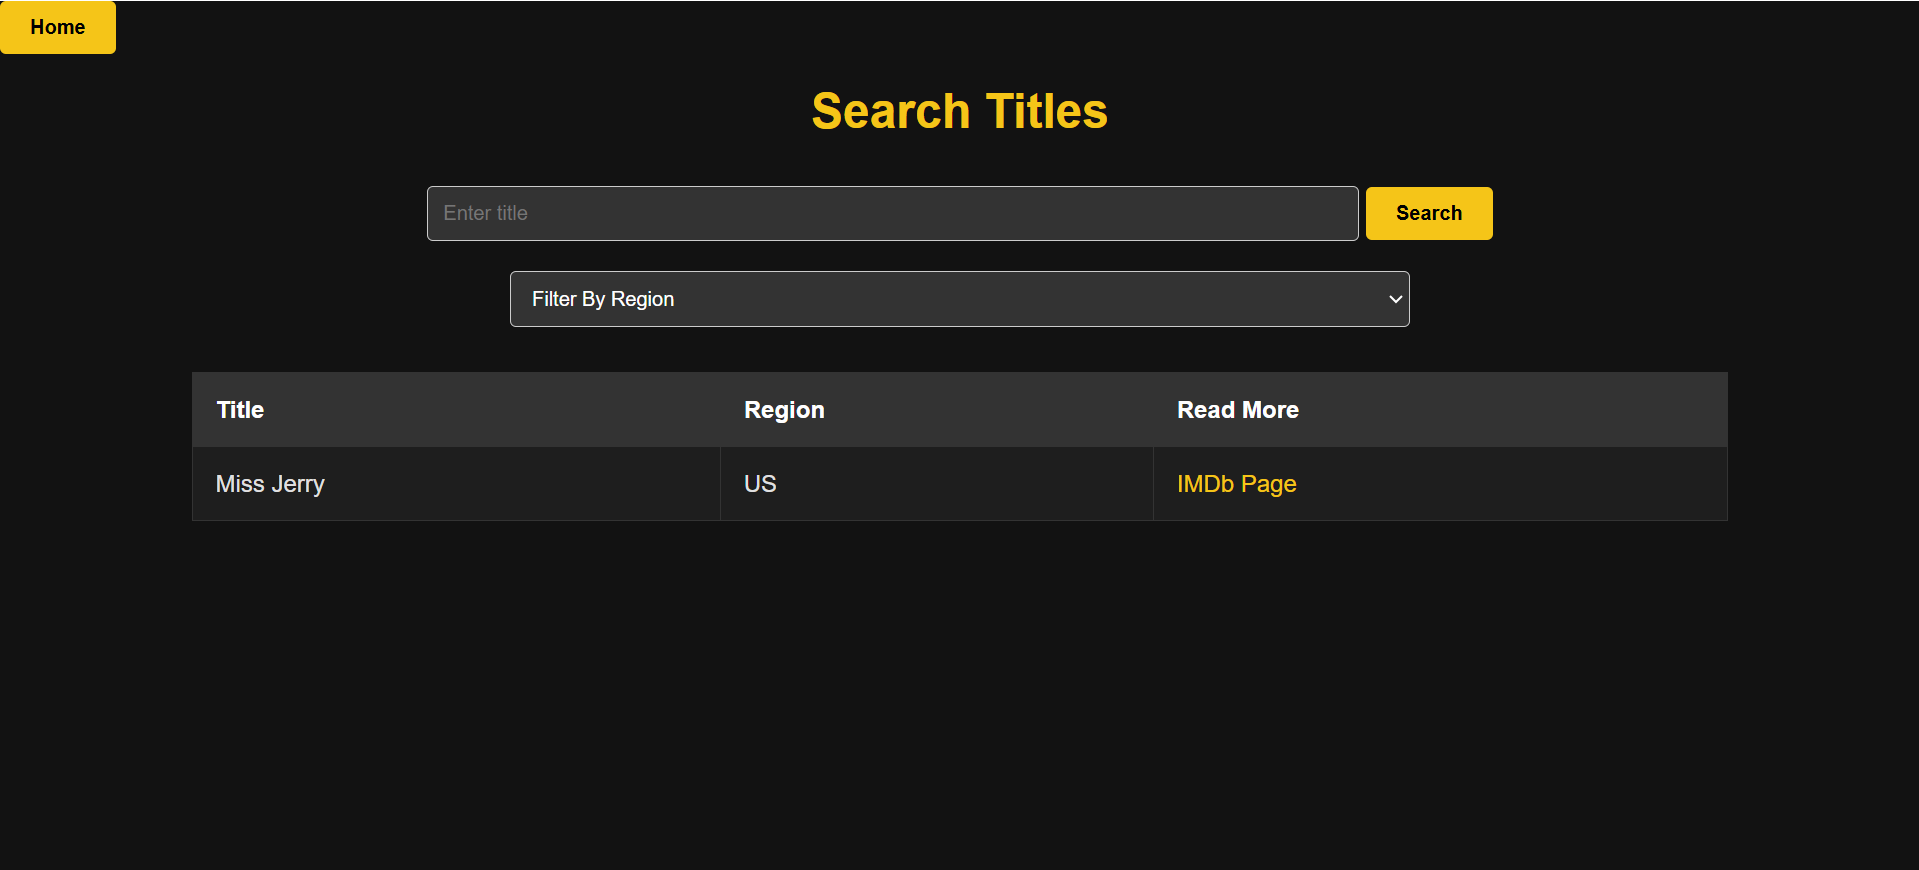 Home
Search Titles
Enter title
Search
Filter By Region
Title Region Read More
Miss Jerry US IMDb Page